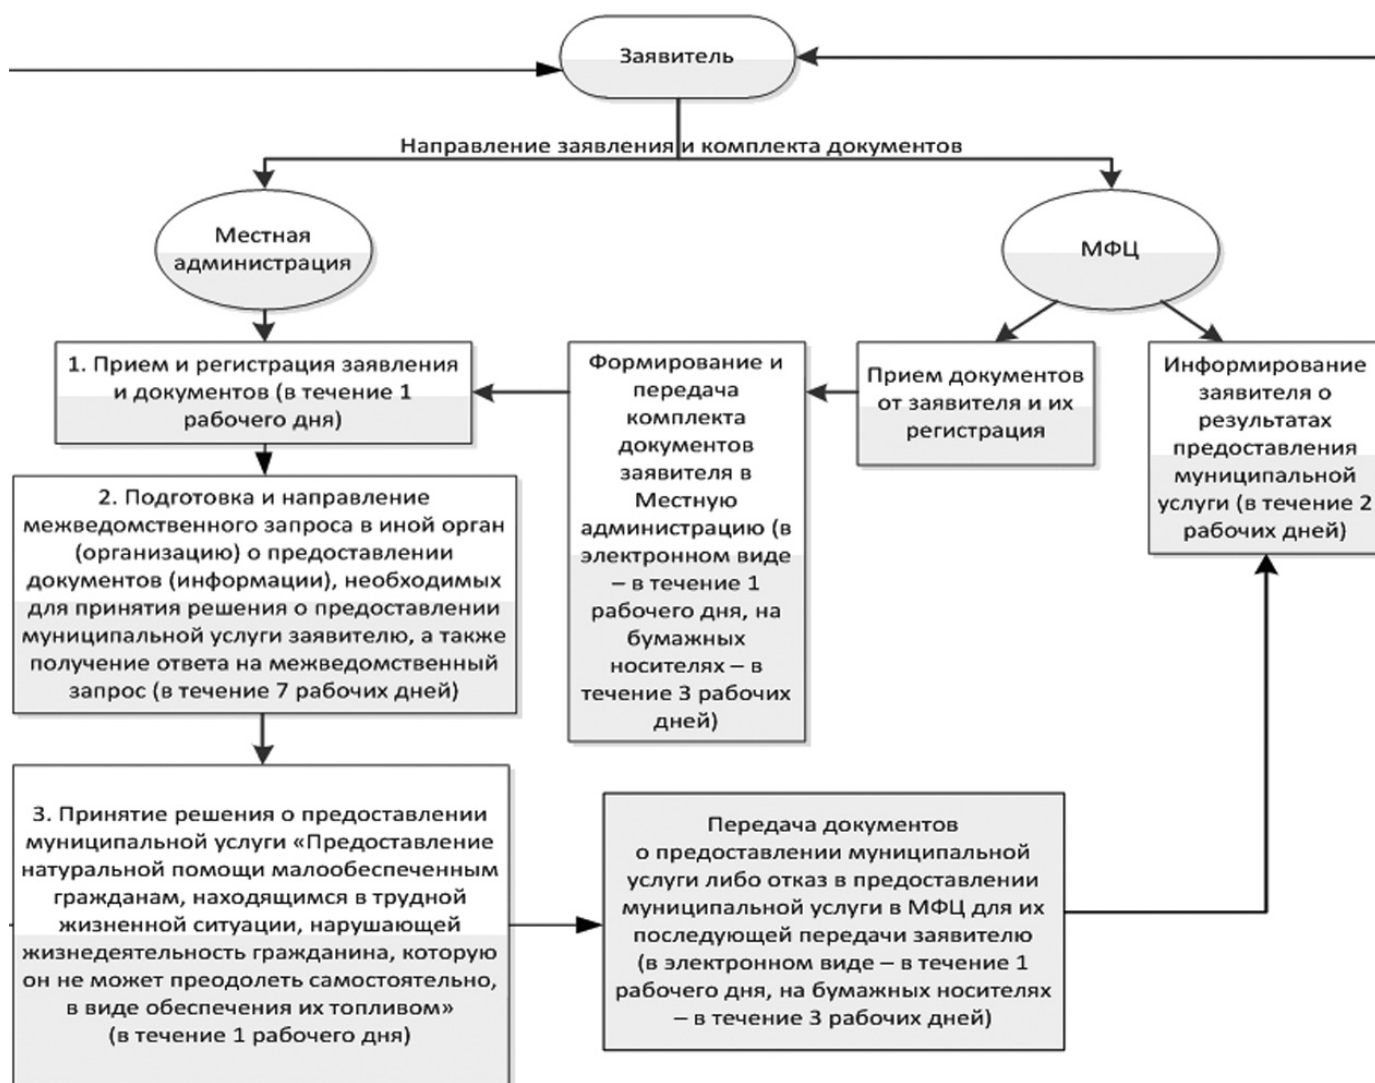 Заявитель
Направление заявления и комплекта документов
Местная
администрация
МФЦ
1. Прием и регистрация заявления
и документов (в течение 1
рабочего дня)
Формирование и
передача
комплекта
документов
заявителя в
Местную
администрацию (в
электронном виде
– в течение 1
рабочего дня, на
бумажных
носителях – в
течение 3 рабочих
дней)
Прием документов
от заявителя и их
регистрация
Информирование
заявителя о
результатах
предоставления
муниципальной
услуги (в течение 2
рабочих дней)
2. Подготовка и направление
межведомственного запроса в иной орган
(организацию) о предоставлении
документов (информации), необходимых
для принятия решения о предоставлении
муниципальной услуги заявителю, а также
получение ответа на межведомственный
запрос (в течение 7 рабочих дней)
3. Принятие решения о предоставлении
муниципальной услуги «Предоставление
натуральной помощи малообеспеченным
гражданам, находящимся в трудной
жизненной ситуации, нарушающей
жизнедеятельность гражданина, которую
он не может преодолеть самостоятельно,
в виде обеспечения их топливом»
(в течение 1 рабочего дня)
Передача документов
о предоставлении муниципальной
услуги либо отказ в предоставлении
муниципальной услуги в МФЦ для их
последующей передачи заявителю
(в электронном виде – в течение 1
рабочего дня, на бумажных носителях
– в течение 3 рабочих дней)